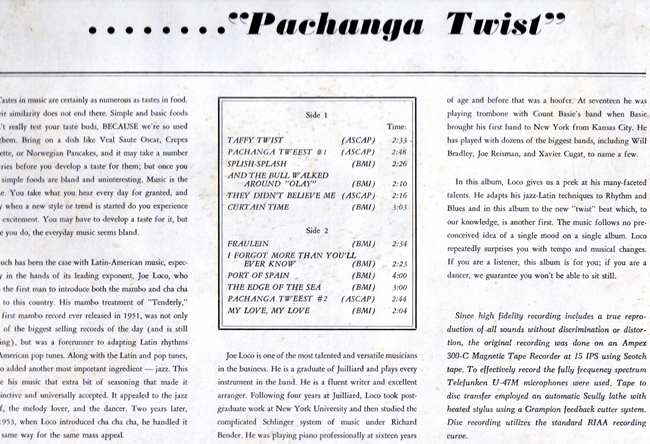 ........"Pachanga Twist"
Tastes in music are certainly as numerous as tastes in food.
ir similarity does not end there. Simple and basic foods
't really test your taste buds, BECAUSE we're so used
them. Bring on a dish like Veal Saute Oscar, Crepes
ette, or Norwegian Pancakes, and it may take a number
tries before you develop a taste for them; but once you
simple foods are bland and uninteresting. Music is the
e. You take what you hear every day for granted, and
y when a new style or trend is started do you experience
excitement. You may have to develop a taste for it, but
e you do, the everyday music seems bland.
uch has been the case with Latin-American music, espec-
y in the hands of its leading exponent, Joe Loco, who
the first man to introduce both the mambo and cha cha
to this country. His mambo treatment of "Tenderly,"
first mambo record ever released in 1951, was not only
of the biggest selling records of the day (and is still
ing), but was a forerunner to adapting Latin rhythms
American pop tunes. Along with the Latin and pop tunes,
o added another most important ingredient — jazz. This
e his music that extra bit of seasoning that made it
inctive and universally accepted. It appealed to the jazz
f, the melody lover, and the dancer. Two years later,
1953, when Loco introduced cha cha cha, he handled it
same way for the same mass appeal.
Side 1
Time:
TAFFY TWIST (ASCAP) 2:33
PACHANGA TWEEST #1 (ASCAP) 2:48
SPLISH-SPLASH (BMI) 2:26
AND THE BULL WALKED
AROUND "OLAY" (BMI) 2:10
THEY DIDN'T BELIEVE ME (ASCAP) 2:16
CURTAIN TIME (BMI) 3:03
Side 2
FRAULEIN (BMI) 2:34
I FORGOT MORE THAN YOU'LL
EVER KNOW (BMI) 2:23
PORT OF SPAIN (BMI) 4:00
THE EDGE OF THE SEA (BMI) 3:00
PACHANGA TWEEST #2 (ASCAP) 2:44
MY LOVE, MY LOVE (BMI) 2:04
Joe Loco is one of the most talented and versatile musicians
in the business. He is a graduate of Juilliard and plays every
instrument in the band. He is a fluent writer and excellent
arranger. Following four years at Juilliard, Loco took post-
graduate work at New York University and then studied the
complicated Schlinger system of music under Richard
Bender. He was playing piano professionally at sixteen years
of age and before that was a hoofer. At seventeen he was
playing trombone with Count Basie's band when Basie
brought his first band to New York from Kansas City. He
has played with dozens of the biggest bands, including Will
Bradley, Joe Reisman, and Xavier Cugat, to name a few.
In this album, Loco gives us a peek at his many-faceted
talents. He adapts his jazz-Latin techniques to Rhythm and
Blues and in this album to the new "twist" beat which, to
our knowledge, is another first. The music follows no pre-
conceived idea of a single mood on a single album. Loco
repeatedly surprises you with tempo and musical changes.
If you are a listener, this album is for you; if you are a
dancer, we guarantee you won't be able to sit still.
Since high fidelity recording includes a true repro-
duction of all sounds without discrimination or distor-
tion, the original recording was done on an Ampex
300-C Magnetic Tape Recorder at 15 IPS using Scotch
tape. To effectively record the fully frequency spectrum
Telefunken U-47M microphones were used. Tape to
disc transfer employed an automatic Scully lathe with
heated stylus using a Grampion feedback cutter system.
Disc recording utilizes the standard RIAA recording
curve.